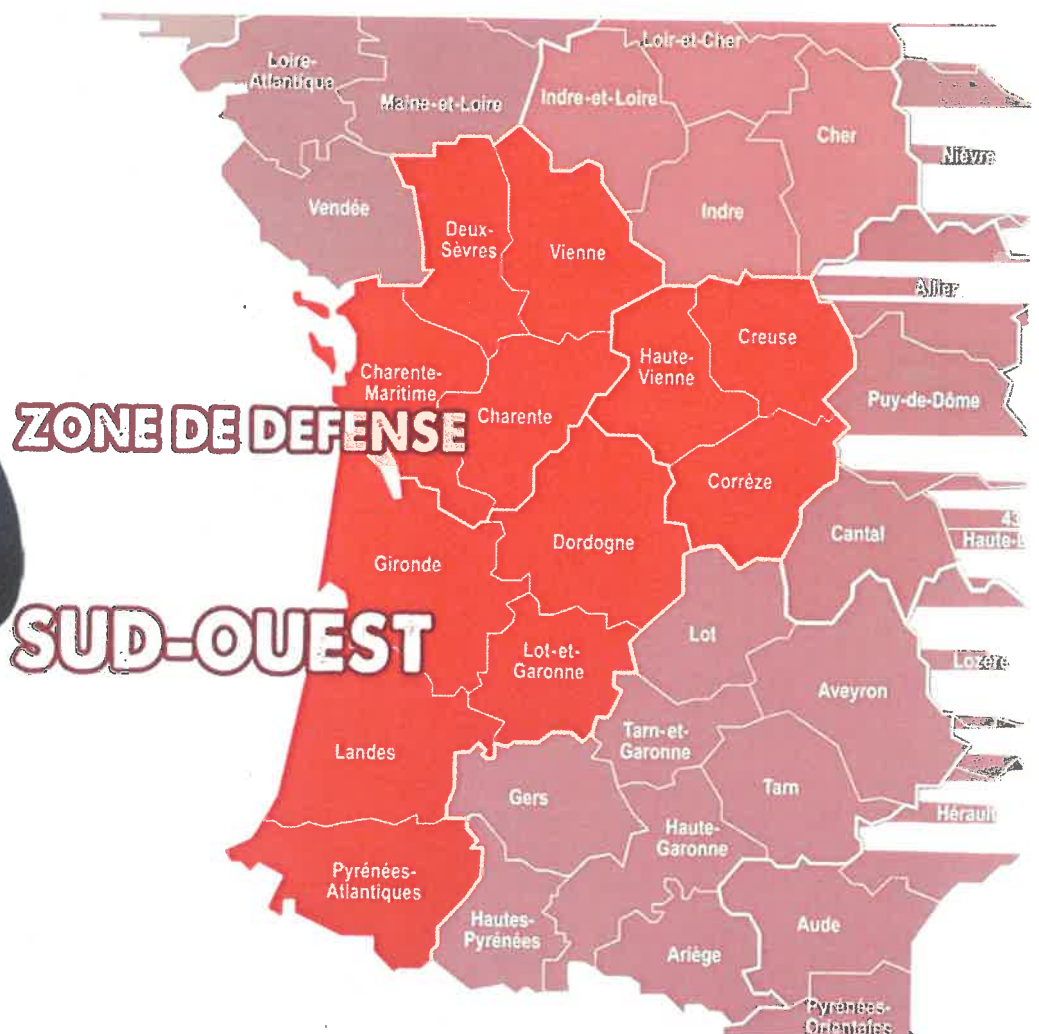 Loir-et-Cher
Loire-
Atlantique
Maine-et-Loire
Indre-et-Loire
Cher
Nièvre
Vendée
Deux-
Sèvres
Vienne
Indre
Allier
Charente-
Maritime
Haute-
Vienne
Creuse
Puy-de-Dôme
ZONE DE DEFENSE
Charente
Corrèze
Cantal
43
Haute-L
Gironde
Dordogne
SUD-OUEST
Lot-et-
Garonne
Lot
Lozère
Aveyron
Landes
Tarn-et-
Garonne
Gers
Tarn
Hérault
Haute-
Garonne
Pyrénées-
Atlantiques
Hautes-
Pyrénées
Ariège
Aude
Pyrénées-
Orientales